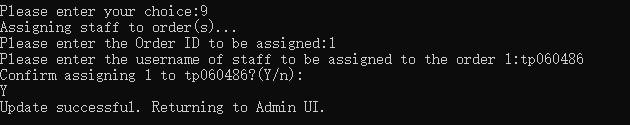 Please enter your choice:9
Assigning staff to order(s)...
Please enter the Order ID to be assigned:1
Please enter the username of staff to be assigned to the order 1:tp060486
Confirm assigning 1 to tp060486?(Y/n):
Y
Update successful. Returning to Admin UI.